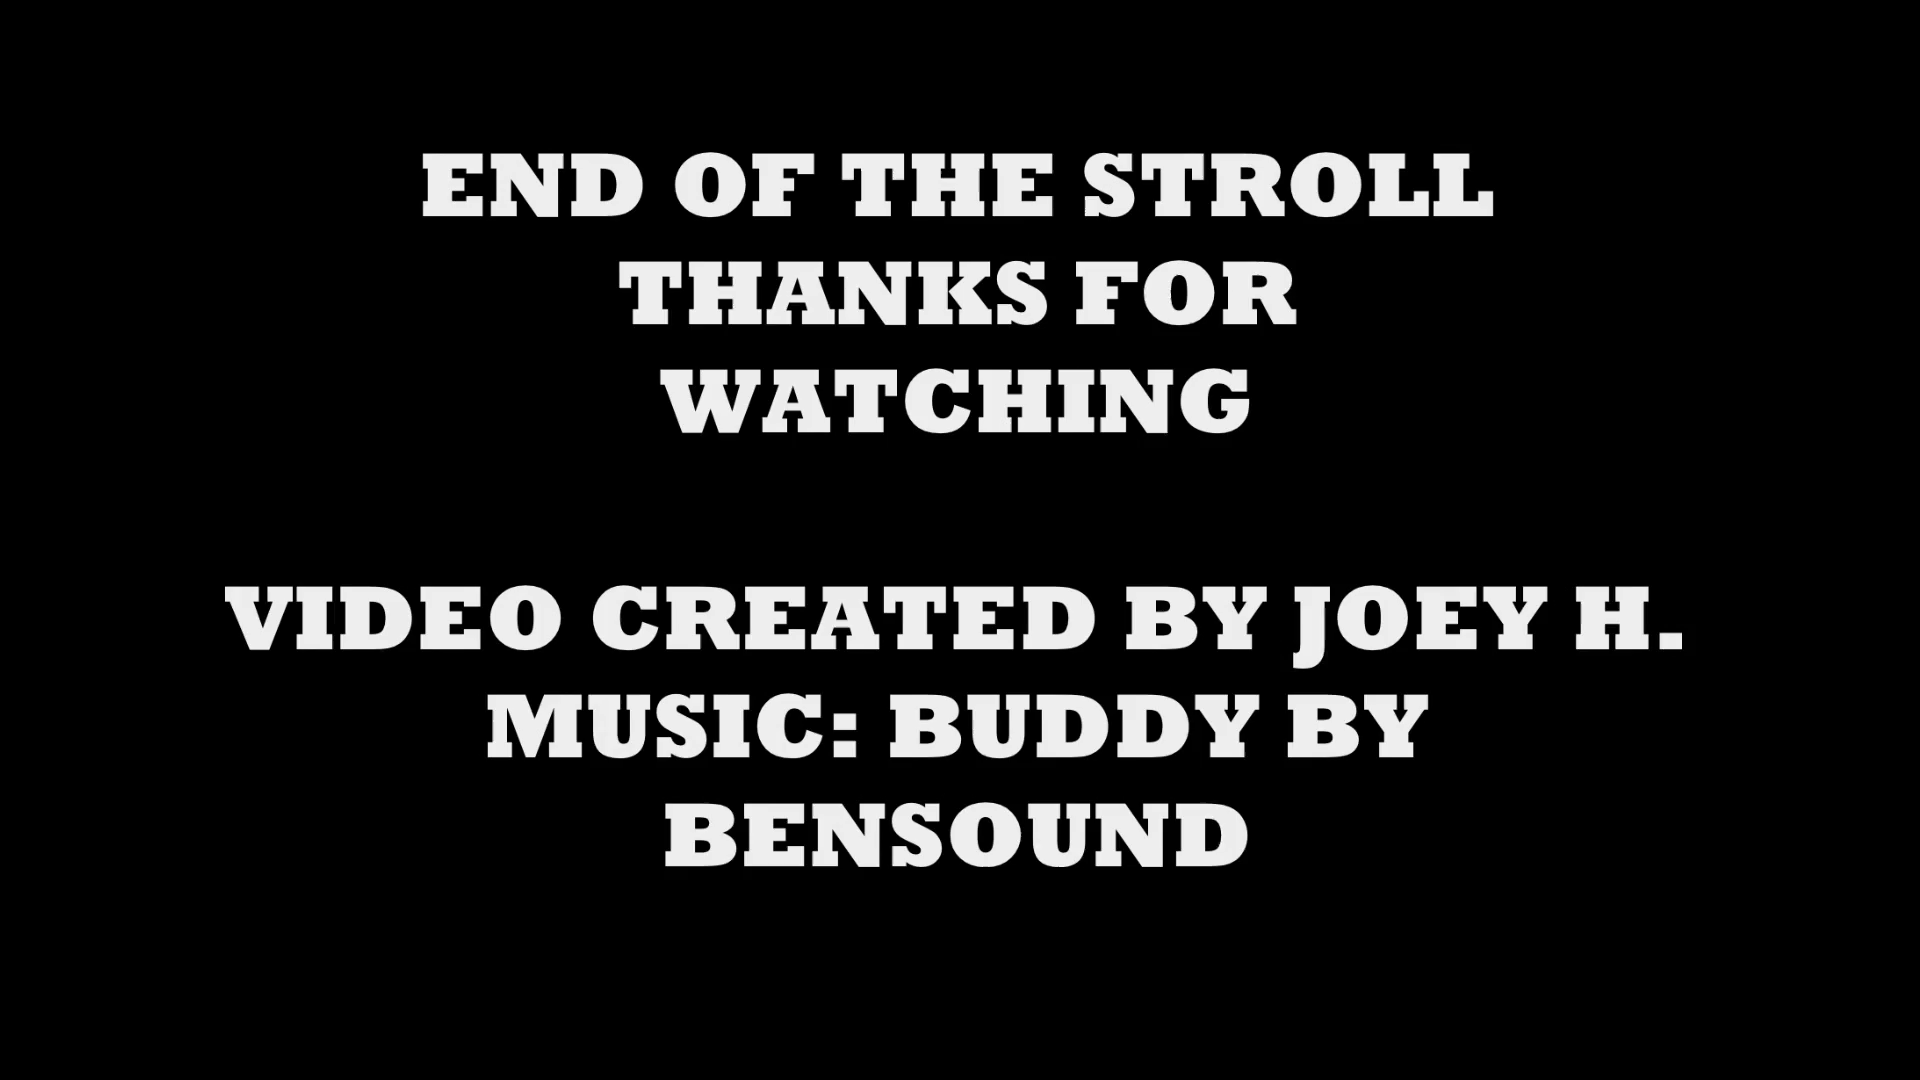 END OF THE STROLL
THANKS FOR
WATCHING
VIDEO CREATED BY JOEY H.
MUSIC: BUDDY BY
BENSOUND